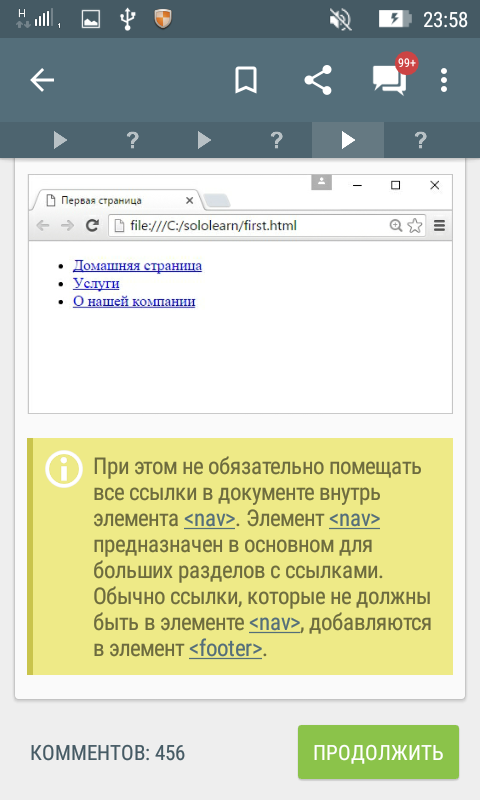 H
23:58
99+
?
?
?
Первая страница
file:///C:/sololearn/first.html
Домашняя страница
Услуги
О нашей компании
При этом не обязательно помещать
все ссылки в документе внутрь
элемента <nav>. Элемент <nav>
предназначен в основном для
больших разделов с ссылками.
Обычно ссылки, которые не должны
быть в элементе <nav>, добавляются
в элемент <footer>.
КОММЕНТОВ: 456
ПРОДОЛЖИТЬ